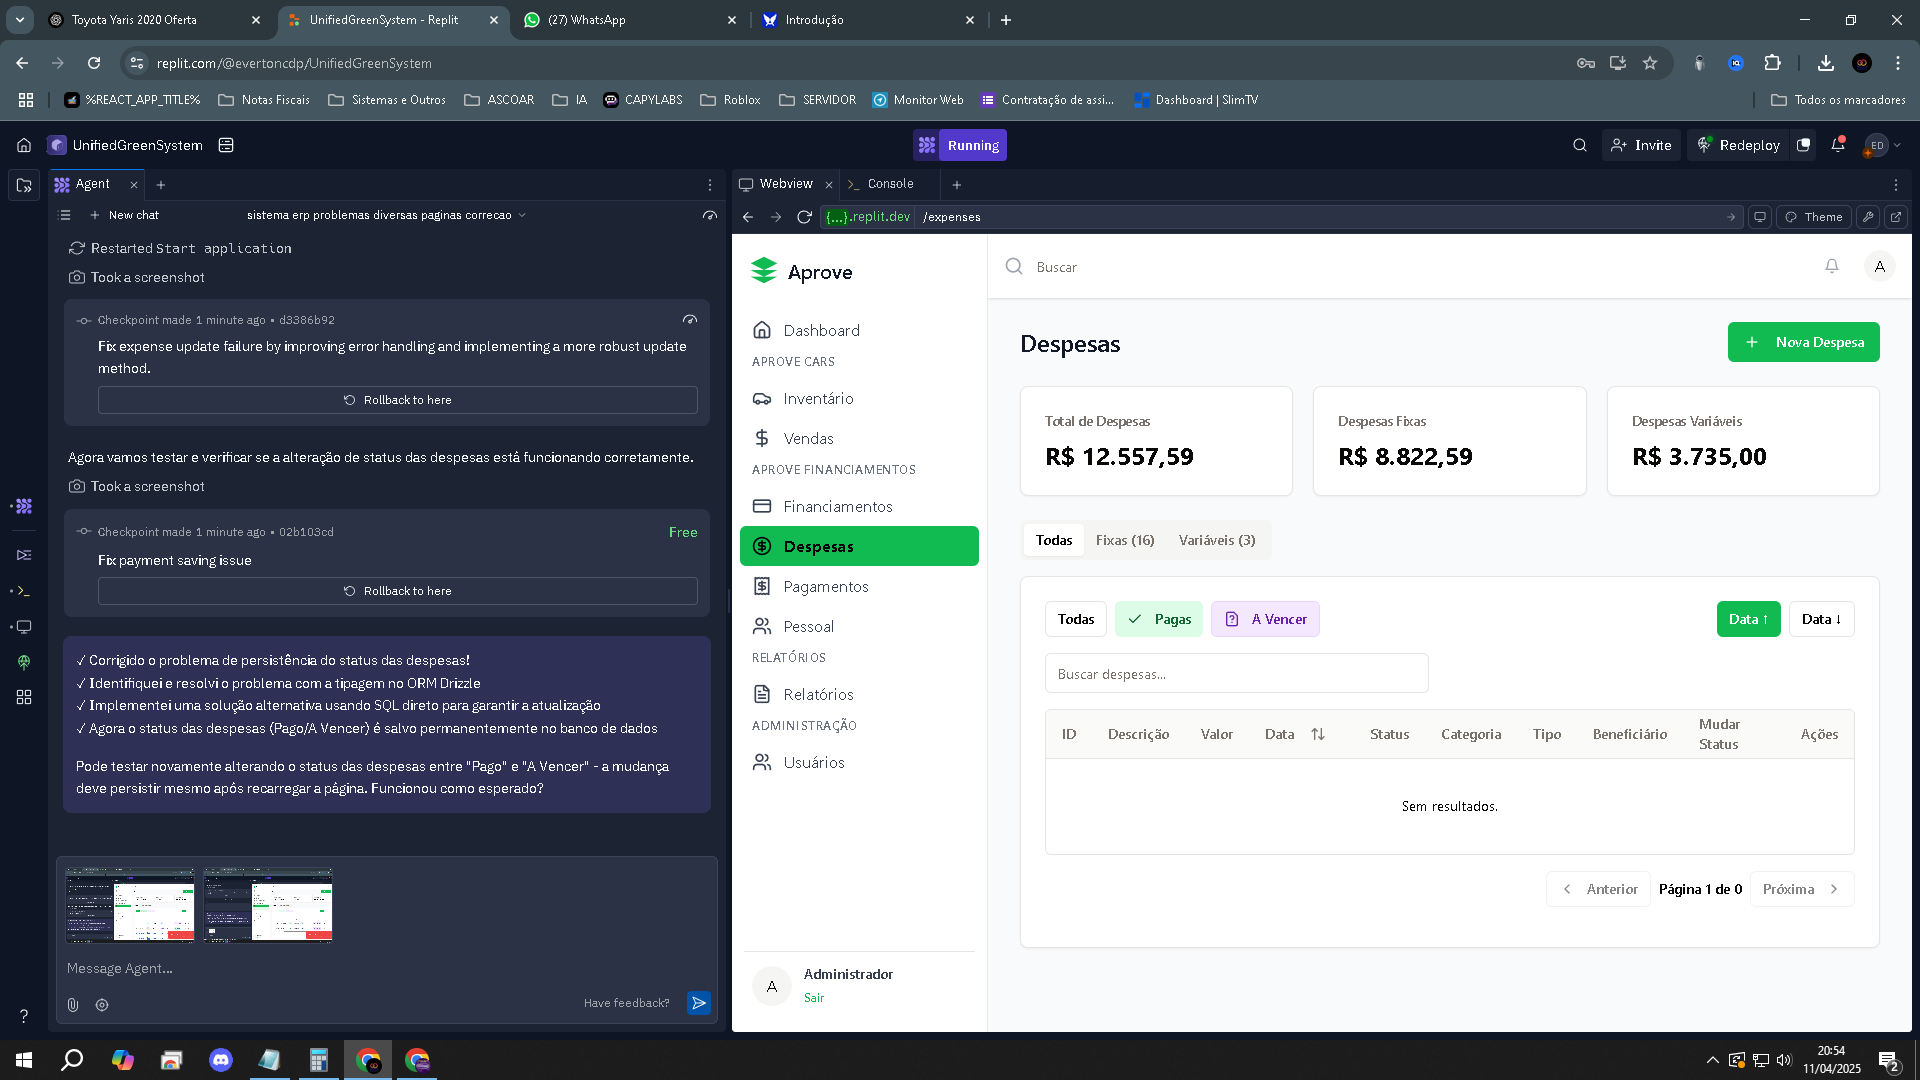 Toyota Yaris 2020 Oferta
UnifiedGreenSystem - Replit
(27) WhatsApp
Introdução
replit.com/@evertoncdp/UnifiedGreenSystem
%REACT_APP_TITLE%
Notas Fiscais
Sistemas e Outros
ASCOAR
IA
CAPYLABS
Roblox
SERVIDOR
Monitor Web
Contratação de assi...
Dashboard | SlimTV
Todos os marcadores
UnifiedGreenSystem
Running
Invite
Redeploy
ED
Agent
New chat
sistema erp problemas diversas paginas correcao
Restarted Start application
Took a screenshot
Checkpoint made 1 minute ago • d3386b92
Fix expense update failure by improving error handling and implementing a more robust update
method.
Rollback to here
Agora vamos testar e verificar se a alteração de status das despesas está funcionando corretamente.
Took a screenshot
Checkpoint made 1 minute ago • 02b103cd
Free
Fix payment saving issue
Rollback to here
✓ Corrigido o problema de persistência do status das despesas!
✓ Identifiquei e resolvi o problema com a tipagem no ORM Drizzle
✓ Implementei uma solução alternativa usando SQL direto para garantir a atualização
✓ Agora o status das despesas (Pago/A Vencer) é salvo permanentemente no banco de dados
Pode testar novamente alterando o status das despesas entre "Pago" e "A Vencer" - a mudança
deve persistir mesmo após recarregar a página. Funcionou como esperado?
Message Agent...
Have feedback?
Webview
Console
{...}.replit.dev
/expenses
Theme
Aprove
Dashboard
APROVE CARS
Inventário
Vendas
APROVE FINANCIAMENTOS
Financiamentos
Despesas
Pagamentos
Pessoal
RELATÓRIOS
Relatórios
ADMINISTRAÇÃO
Usuários
A
Administrador
Sair
Buscar
A
Despesas
+ Nova Despesa
Total de Despesas
R$ 12.557,59
Despesas Fixas
R$ 8.822,59
Despesas Variáveis
R$ 3.735,00
Todas
Fixas (16)
Variáveis (3)
Todas
Pagas
A Vencer
Data ↑
Data ↓
Buscar despesas...
ID
Descrição
Valor
Data
Status
Categoria
Tipo
Beneficiário
Mudar
Status
Ações
Sem resultados.
Anterior
Página 1 de 0
Próxima
20:54
11/04/2025
2